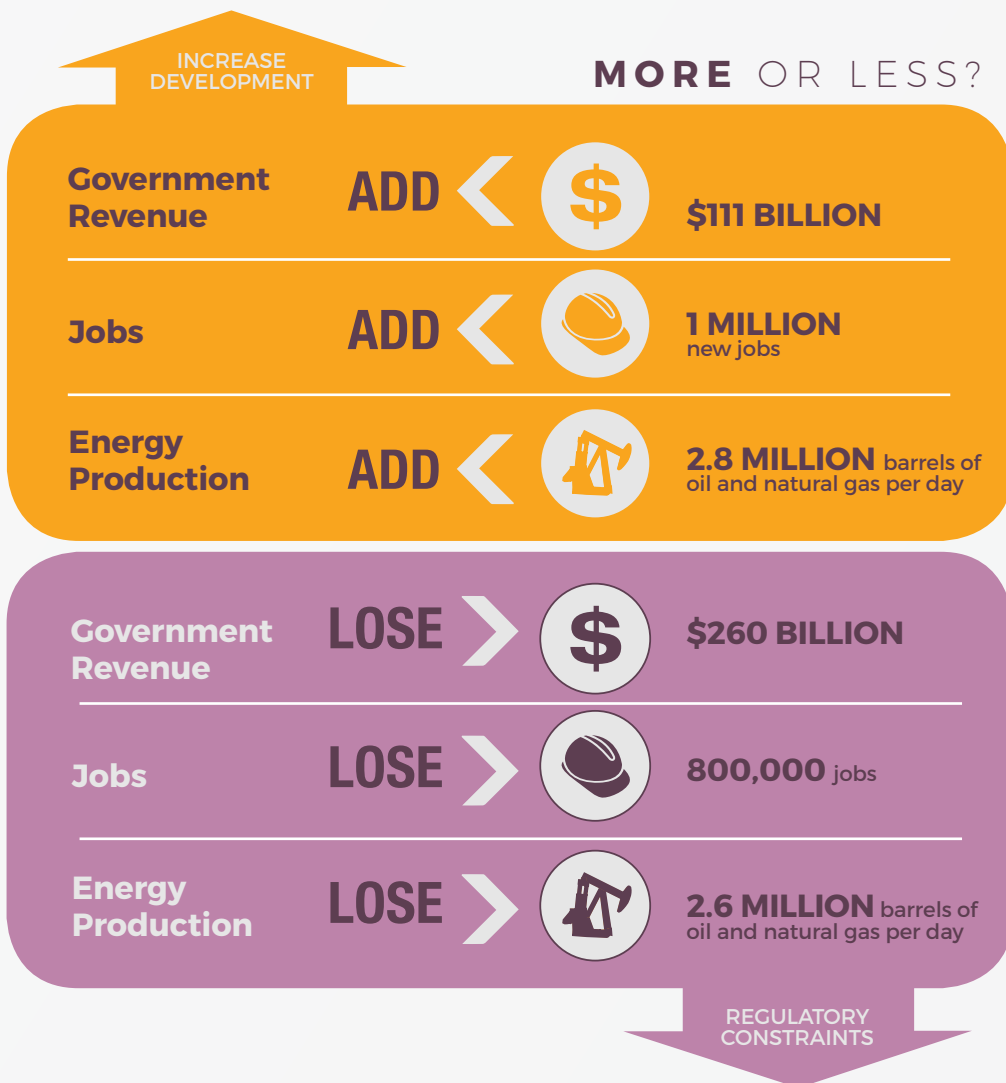 INCREASE
DEVELOPMENT
MORE OR LESS?
Government
Revenue
ADD
$
$111 BILLION
Jobs
ADD
1 MILLION
new jobs
Energy
Production
ADD
2.8 MILLION barrels of
oil and natural gas per day
Government
Revenue
LOSE
$
$260 BILLION
Jobs
LOSE
800,000 jobs
Energy
Production
LOSE
2.6 MILLION barrels of
oil and natural gas per day
REGULATORY
CONSTRAINTS